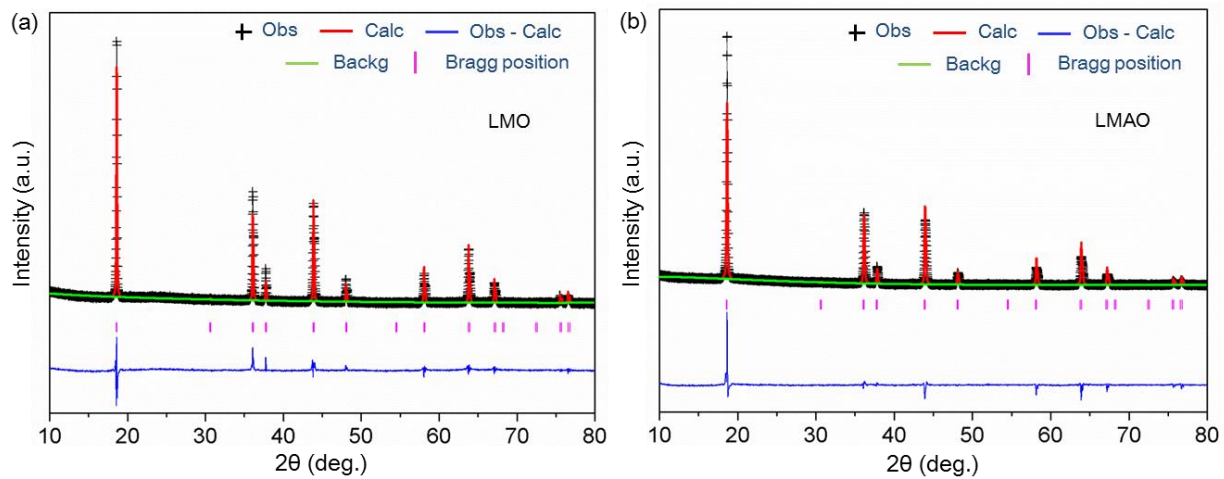 (a)
+ Obs — Calc — Obs - Calc
— Backg | Bragg position
LMO
Intensity (a.u.)
10 20 30 40 50 60 70 80
2θ (deg.)
(b)
+ Obs — Calc — Obs - Calc
— Backg | Bragg position
LMAO
Intensity (a.u.)
10 20 30 40 50 60 70 80
2θ (deg.)